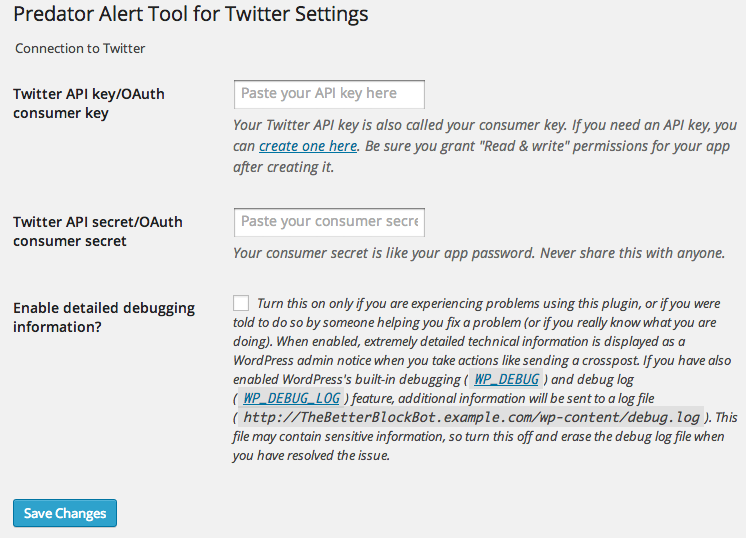 Predator Alert Tool for Twitter Settings
Connection to Twitter
Twitter API key/OAuth
consumer key
Paste your API key here
Your Twitter API key is also called your consumer key. If you need an API key, you
can create one here. Be sure you grant "Read & write" permissions for your app
after creating it.
Twitter API secret/OAuth
consumer secret
Paste your consumer secre
Your consumer secret is like your app password. Never share this with anyone.
Enable detailed debugging
information?
Turn this on only if you are experiencing problems using this plugin, or if you were
told to do so by someone helping you fix a problem (or if you really know what you are
doing). When enabled, extremely detailed technical information is displayed as a
WordPress admin notice when you take actions like sending a crosspost. If you have also
enabled WordPress's built-in debugging ( WP_DEBUG ) and debug log
( WP_DEBUG_LOG ) feature, additional information will be sent to a log file
( http://TheBetterBlockBot.example.com/wp-content/debug.log ). This
file may contain sensitive information, so turn this off and erase the debug log file when
you have resolved the issue.
Save Changes